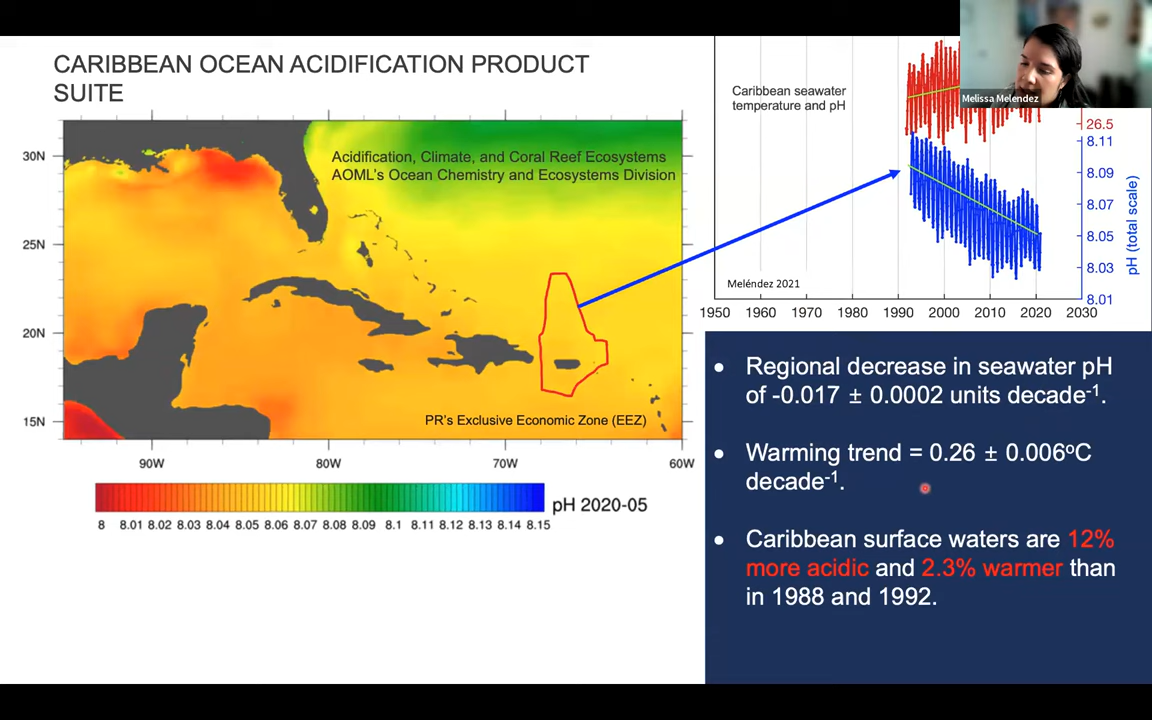 CARIBBEAN OCEAN ACIDIFICATION PRODUCT
SUITE
Acidification, Climate, and Coral Reef Ecosystems
AOML's Ocean Chemistry and Ecosystems Division
30N
25N
20N
15N
PR's Exclusive Economic Zone (EEZ)
90W 80W 70W 60W
8 8.01 8.02 8.03 8.04 8.05 8.06 8.07 8.08 8.09 8.1 8.11 8.12 8.13 8.14 8.15
pH 2020-05
Caribbean seawater
temperature and pH
Melissa Melendez
26.5
8.11
8.09
8.07
8.05
8.03
8.01
pH (total scale)
Meléndez 2021
1950 1960 1970 1980 1990 2000 2010 2020 2030
• Regional decrease in seawater pH
of -0.017 ± 0.0002 units decade⁻¹.
• Warming trend = 0.26 ± 0.006ºC
decade⁻¹.
• Caribbean surface waters are 12%
more acidic and 2.3% warmer than
in 1988 and 1992.